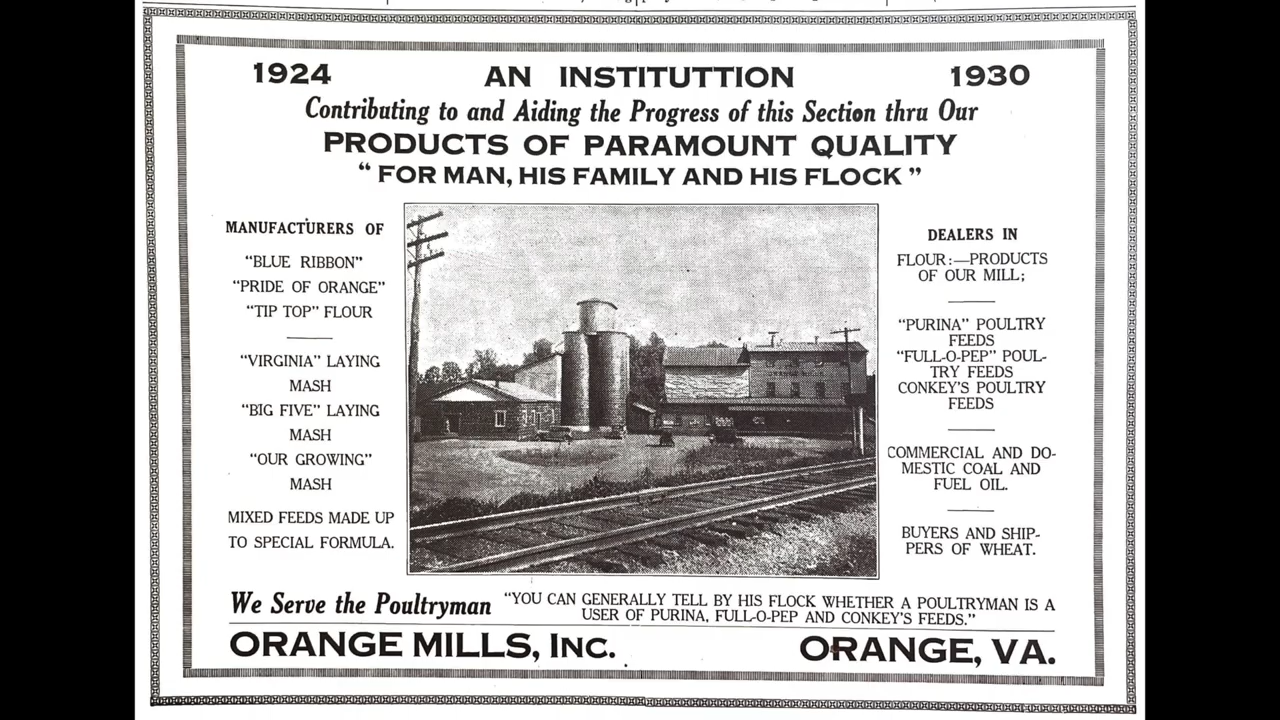 1924 AN INSTITUTTION 1930
Contributing to and Aiding the Progress of this Section thru Our
PRODUCTS OF PARAMOUNT QUALITY
“ FOR MAN, HIS FAMILY AND HIS FLOCK ”
MANUFACTURERS OF
“BLUE RIBBON”
“PRIDE OF ORANGE”
“TIP TOP” FLOUR
“VIRGINIA” LAYING
MASH
“BIG FIVE” LAYING
MASH
“OUR GROWING”
MASH
MIXED FEEDS MADE UP
TO SPECIAL FORMULA.
DEALERS IN
FLOUR:—PRODUCTS
OF OUR MILL;
“PURINA” POULTRY
FEEDS
“FULL-O-PEP” POUL-
TRY FEEDS
CONKEY’S POULTRY
FEEDS
COMMERCIAL AND DO-
MESTIC COAL AND
FUEL OIL.
BUYERS AND SHIP-
PERS OF WHEAT.
We Serve the Poultryman
“YOU CAN GENERALLY TELL BY HIS FLOCK WHETHER A POULTRYMAN IS A
USER OF PURINA, FULL-O-PEP AND CONKEY’S FEEDS.”
ORANGE MILLS, INC. ORANGE, VA.